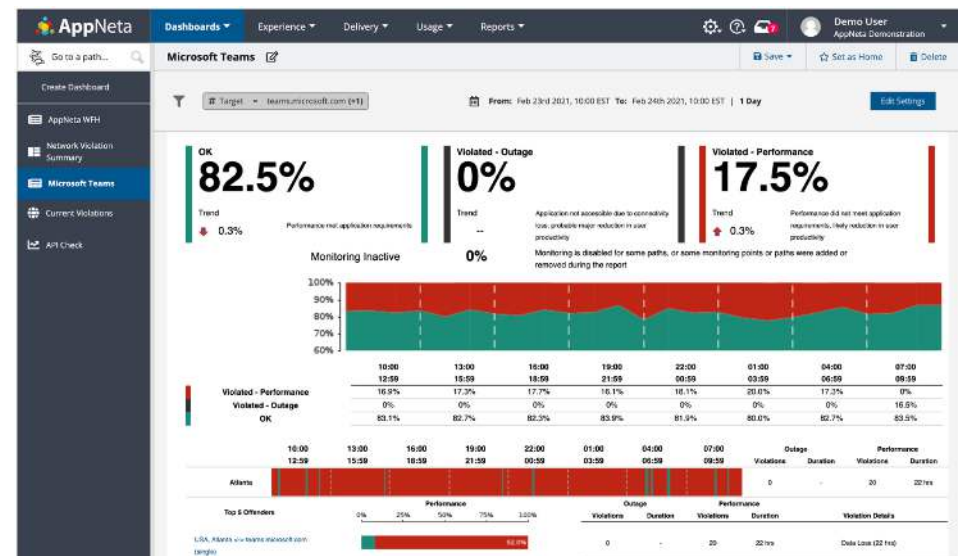 AppNeta
Dashboards
Experience
Delivery
Usage
Reports
Demo User
AppNeta Demonstration
Go to a path...
Microsoft Teams
Save
Set as Home
Delete
Create Dashboard
AppNeta WFH
Network Violation
Summary
Microsoft Teams
Current Violations
API Check
Target = teams.microsoft.com (+1)
From: Feb 23rd 2021, 10:00 EST To: Feb 24th 2021, 10:00 EST | 1 Day
Edit Settings
OK
82.5%
Trend
0.3%
Performance met application requirements
Violated - Outage
0%
Trend
--
Application not accessible due to connectivity
loss, probable major reduction in user
productivity
Violated - Performance
17.5%
Trend
0.3%
Performance did not meet application
requirements, likely reduction in user
productivity
Monitoring Inactive 0%
Monitoring is disabled for some paths, or some monitoring points or paths were added or
removed during the report
100%
90%
80%
70%
60%
10:00 13:00 16:00 19:00 22:00 01:00 04:00 07:00
12:59 15:59 18:59 21:59 00:59 03:59 06:59 09:59
Violated - Performance 16.9% 17.3% 17.7% 16.1% 18.1% 20.0% 17.3% 0%
Violated - Outage 0% 0% 0% 0% 0% 0% 0% 16.5%
OK 83.1% 82.7% 82.3% 83.9% 81.9% 80.0% 82.7% 83.5%
10:00 13:00 16:00 19:00 22:00 01:00 04:00 07:00 Outage Performance
12:59 15:59 18:59 21:59 00:59 03:59 06:59 09:59 Violations Duration Violations Duration
Atlanta 0 - 20 22 hrs
Top 5 Offenders Performance Outage Performance
0% 25% 50% 75% 100% Violations Duration Violations Duration Violation Details
USA, Atlanta teams.microsoft.com
(single)
92.0% 0 - 20 22 hrs Data Loss (22 hrs)